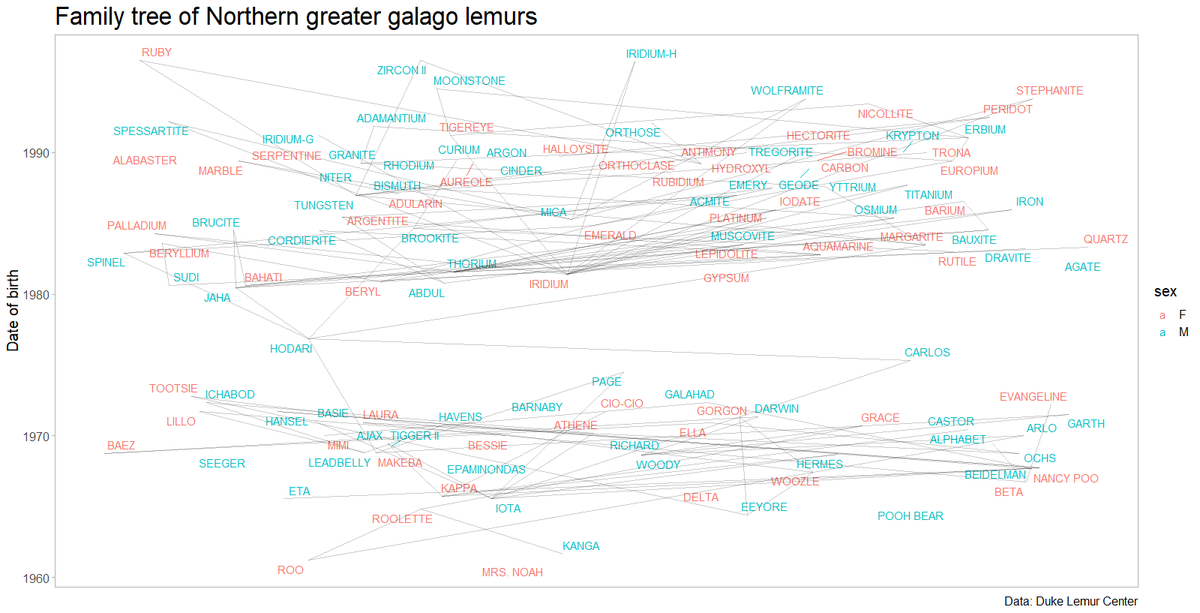 Family tree of Northern greater galago lemurs
RUBY
IRIDIUM-H
ZIRCON II
MOONSTONE
WOLFRAMITE
STEPHANITE
PERIDOT
NICOLLITE
ADAMANTIUM
TIGEREYE
SPESSARTITE
ORTHOSE
ERBIUM
HECTORITE
KRYPTON
IRIDIUM-G
1990
SERPENTINE
GRANITE
CURIUM
ARGON
HALLOYSITE
ANTIMONY
TREGORITE
BROMINE
TRONA
ALABASTER
MARBLE
RHODIUM
CINDER
ORTHOCLASE
HYDROXYL
CARBON
EUROPIUM
NITER
BISMUTH
AUREOLE
RUBIDIUM
EMERY
GEODE
YTTRIUM
TITANIUM
TUNGSTEN
ADULARIN
MICA
ACMITE
IODATE
OSMIUM
BARIUM
IRON
PALLADIUM
BRUCITE
ARGENTITE
PLATINUM
CORDIERITE
BROOKITE
EMERALD
MUSCOVITE
MARGARITE
BAUXITE
QUARTZ
BERYLLIUM
AQUAMARINE
SPINEL
THORIUM
LEPIDOLITE
RUTILE
DRAVITE
AGATE
SUDI
BAHATI
IRIDIUM
GYPSUM
1980
JAHA
BERYL
ABDUL
HODARI
CARLOS
TOOTSIE
ICHABOD
PAGE
GALAHAD
EVANGELINE
LILLO
HANSEL
BASIE
LAURA
HAVENS
BARNABY
CIO-CIO
GORGON
DARWIN
GRACE
CASTOR
GARTH
1970
BAEZ
MIMI
AJAX
TIGGER II
BESSIE
ATHENE
RICHARD
ELLA
ALPHABET
ARLO
SEEGER
LEADBELLY
MAKEBA
EPAMINONDAS
WOODY
HERMES
OCHS
BEIDELMAN
NANCY POO
ETA
KAPPA
WOOZLE
BETA
IOTA
DELTA
EEYORE
ROOLETTE
POOH BEAR
KANGA
ROO
MRS. NOAH
1960
Date of birth
sex
a F
a M
Data: Duke Lemur Center